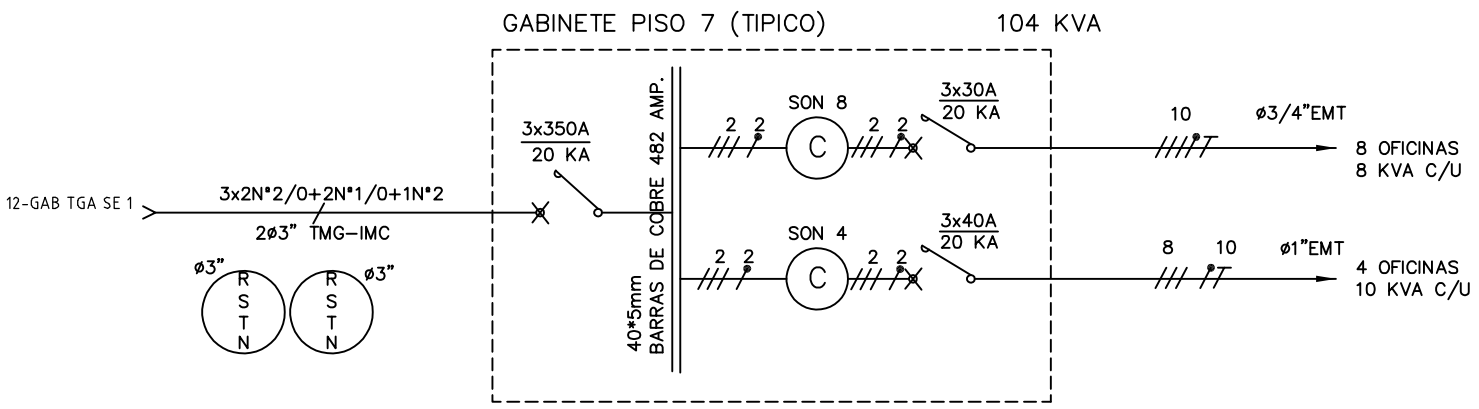 GABINETE PISO 7 (TIPICO) 104 KVA
12-GAB TGA SE 1
3x2N°2/0+2N°1/0+1N°2
2ø3" TMG-IMC
ø3"
R
S
T
N
R
S
T
N
ø3"
3x350A
20 KA
40*5mm
BARRAS DE COBRE 482 AMP.
2 2
SON 8
C
2 2
3x30A
20 KA
10
ø3/4"EMT
8 OFICINAS
8 KVA C/U
2 2
SON 4
C
2 2
3x40A
20 KA
8 10
ø1"EMT
4 OFICINAS
10 KVA C/U